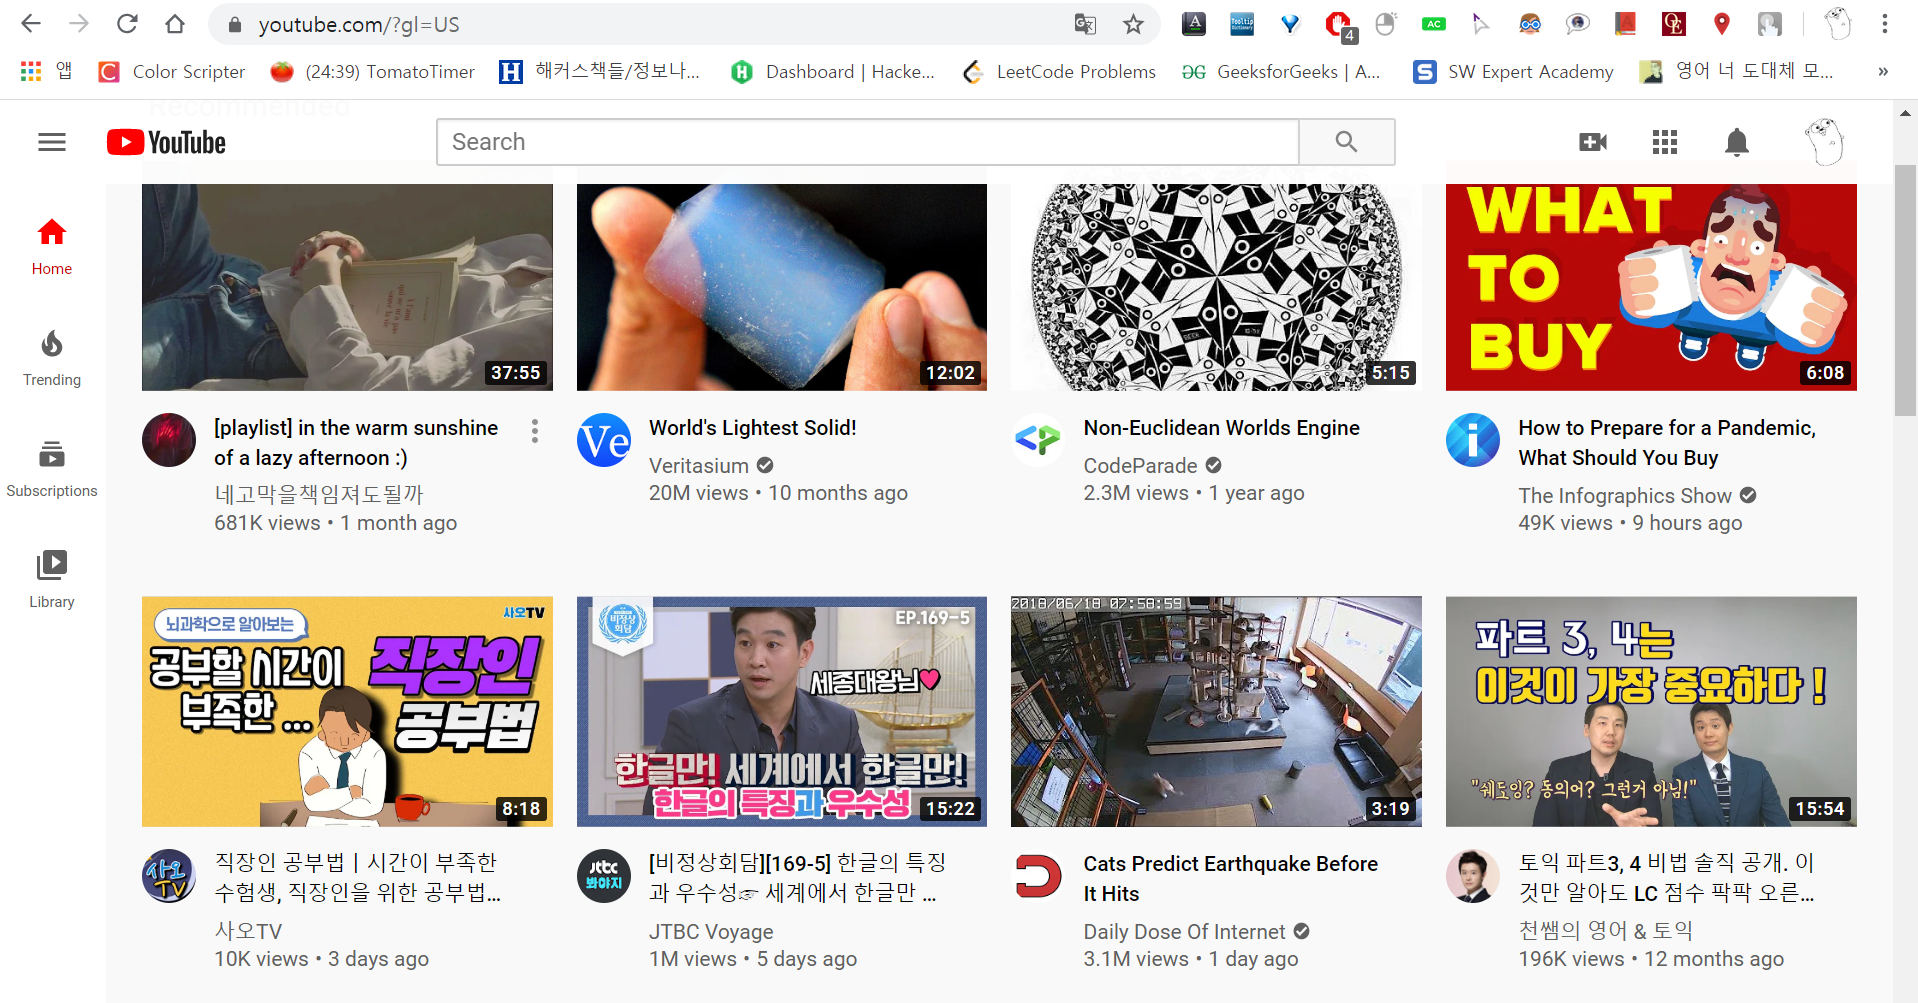 youtube.com/?gl=US
4
AC
앱
Color Scripter
(24:39) TomatoTimer
해커스책들/정보나...
Dashboard | Hacke...
LeetCode Problems
GeeksforGeeks | A...
SW Expert Academy
영어 너 도대체 모...
»
Recommended
YouTube
Search
Home
Trending
Subscriptions
Library
37:55
12:02
5:15
WHAT
TO
BUY
6:08
[playlist] in the warm sunshine
of a lazy afternoon :)
네고막을책임져도될까
681K views • 1 month ago
Ve
World's Lightest Solid!
Veritasium
20M views • 10 months ago
Non-Euclidean Worlds Engine
CodeParade
2.3M views • 1 year ago
How to Prepare for a Pandemic,
What Should You Buy
The Infographics Show
49K views • 9 hours ago
사오TV
뇌과학으로 알아보는
공부할 시간이
부족한 ...
직장인
공부법
8:18
비정상
회담
EP.169-5
세종대왕님
한글만! 세계에서 한글만!
한글의 특징과 우수성
15:22
2018/06/18 07:58:59
3:19
파트 3, 4는
이것이 가장 중요하다 !
"쉐도잉? 동의어? 그런거 아님!"
15:54
사오
TV
직장인 공부법 | 시간이 부족한
수험생, 직장인을 위한 공부법...
사오TV
10K views • 3 days ago
jtbc
봐야지
[비정상회담][169-5] 한글의 특징
과 우수성☞ 세계에서 한글만 ...
JTBC Voyage
1M views • 5 days ago
Cats Predict Earthquake Before
It Hits
Daily Dose Of Internet
3.1M views • 1 day ago
토익 파트3, 4 비법 솔직 공개. 이
것만 알아도 LC 점수 팍팍 오른...
천쌤의 영어 & 토익
196K views • 12 months ago